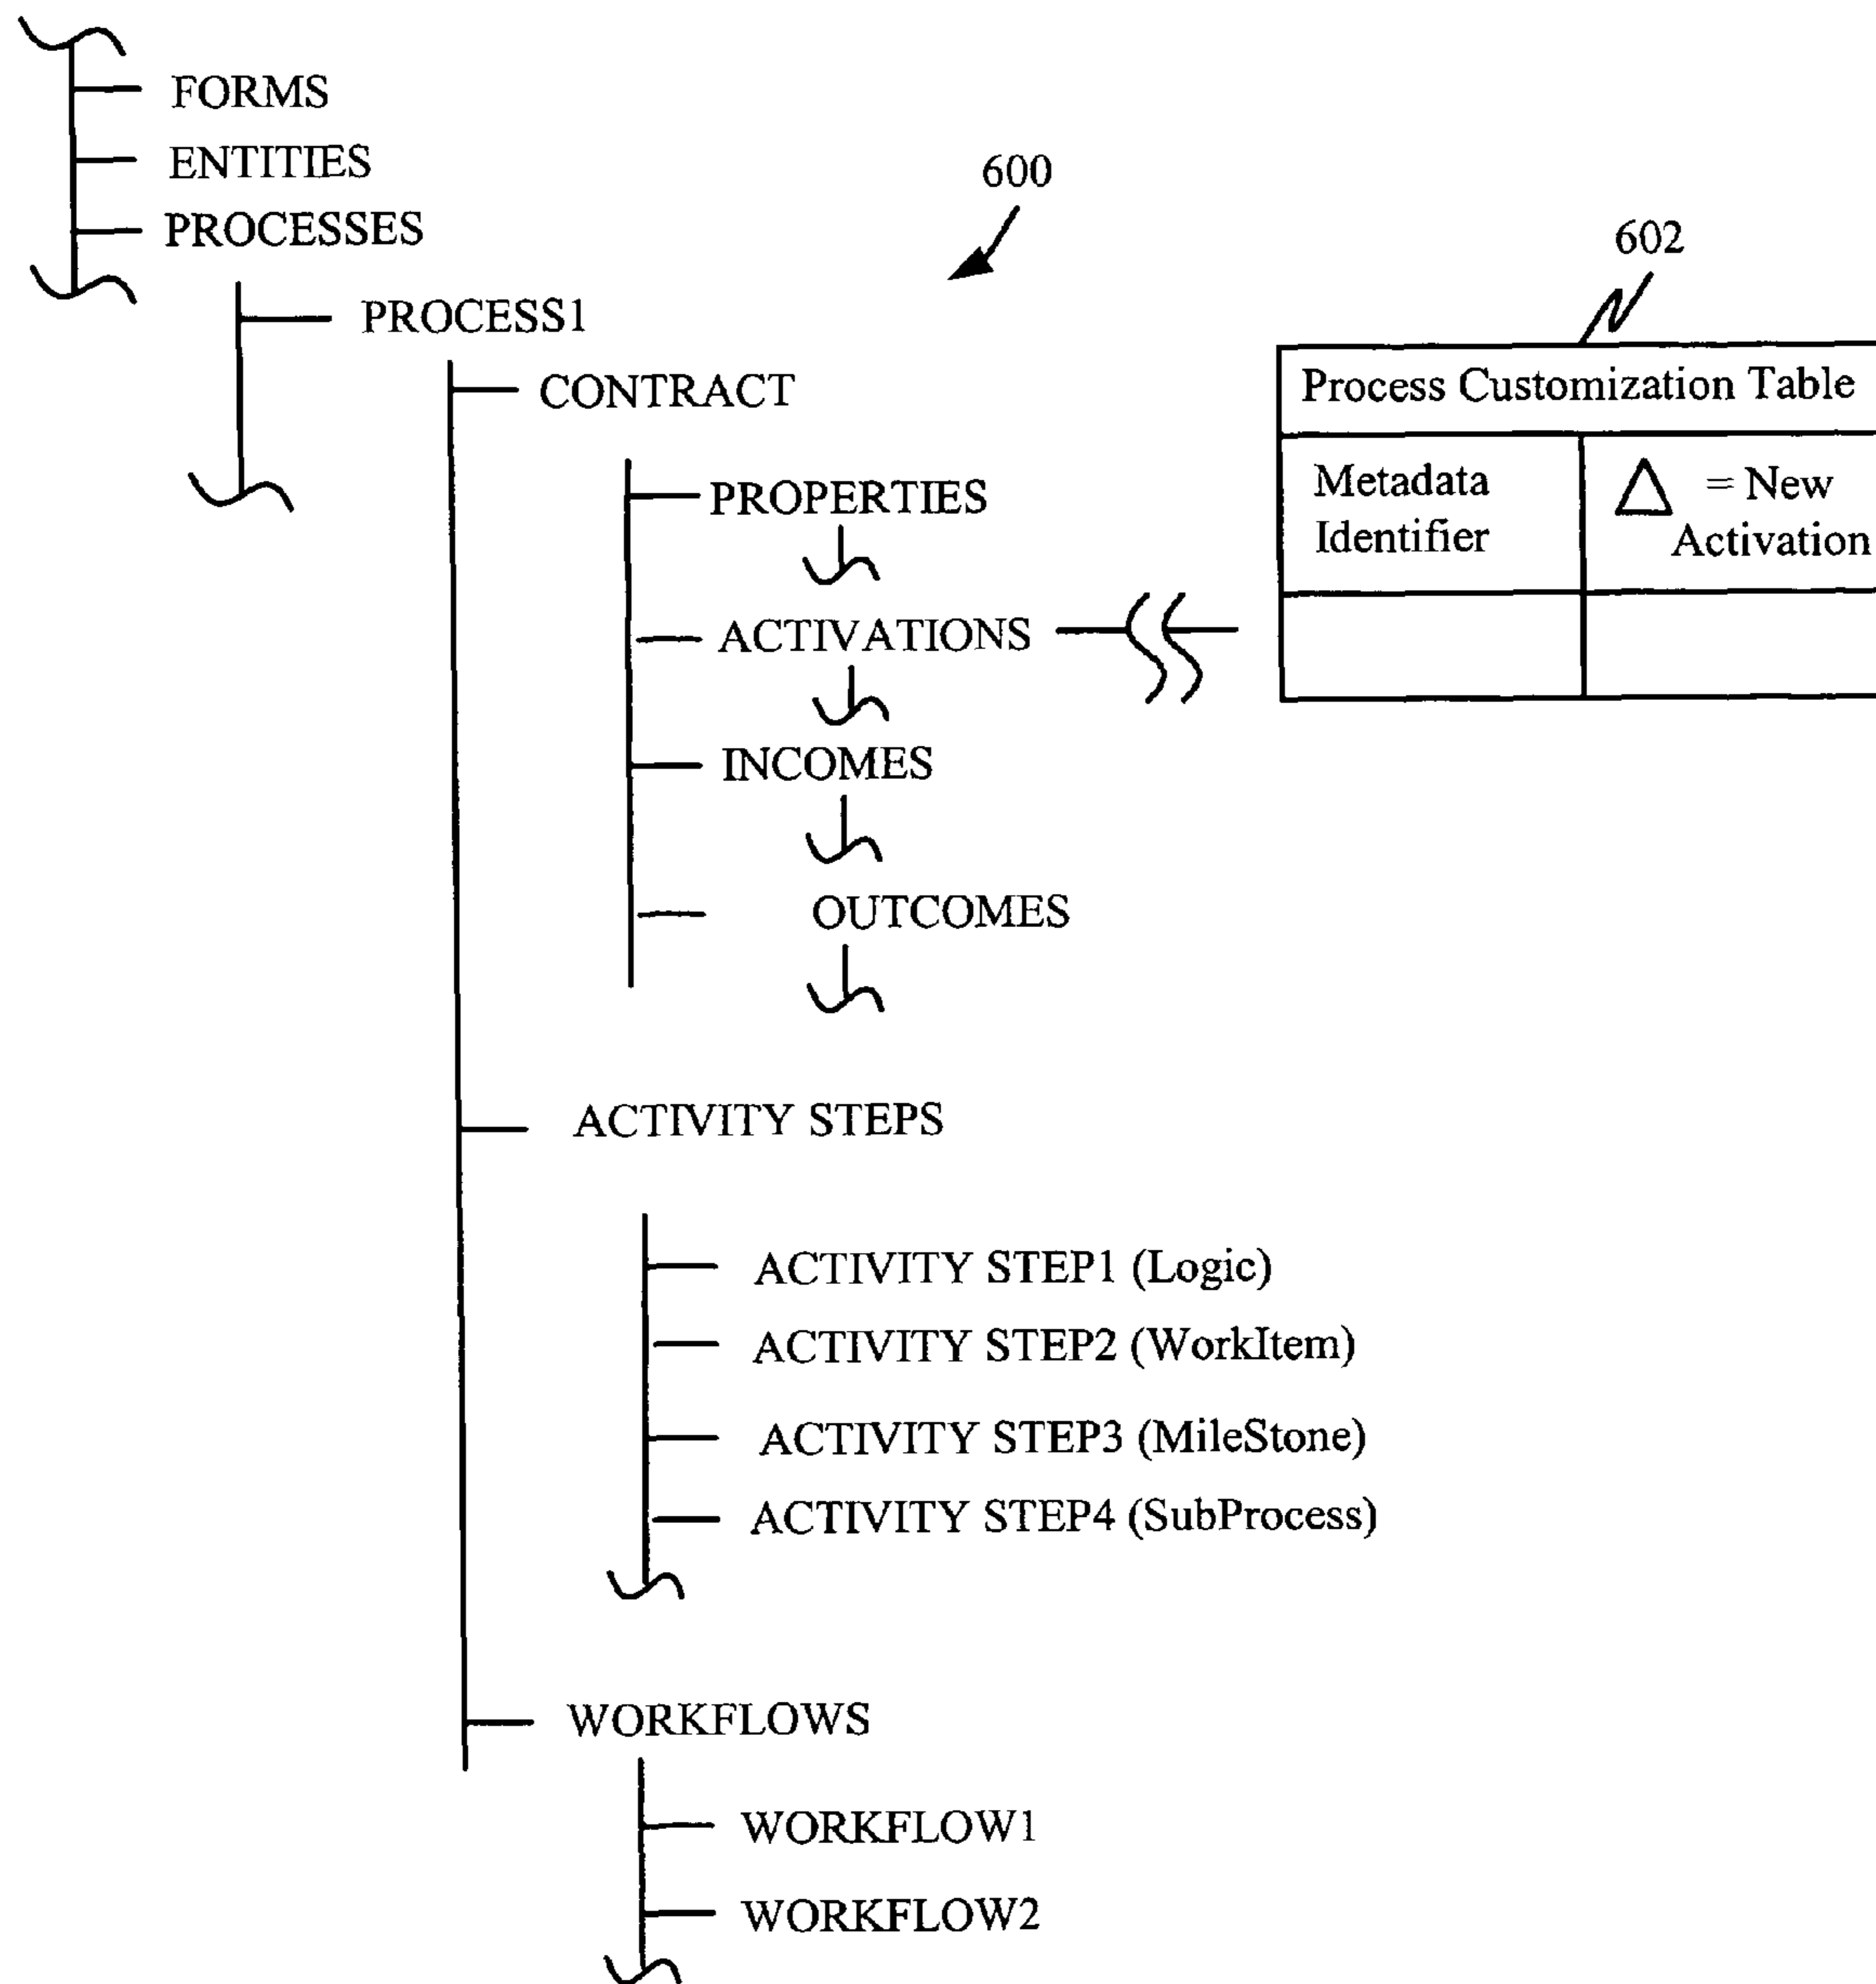 FORMS
ENTITIES
PROCESSES
600
602
PROCESS1
CONTRACT
Process Customization Table
Metadata
Identifier
△ = New
Activation
PROPERTIES
ACTIVATIONS
INCOMES
OUTCOMES
ACTIVITY STEPS
ACTIVITY STEP1 (Logic)
ACTIVITY STEP2 (WorkItem)
ACTIVITY STEP3 (MileStone)
ACTIVITY STEP4 (SubProcess)
WORKFLOWS
WORKFLOW1
WORKFLOW2